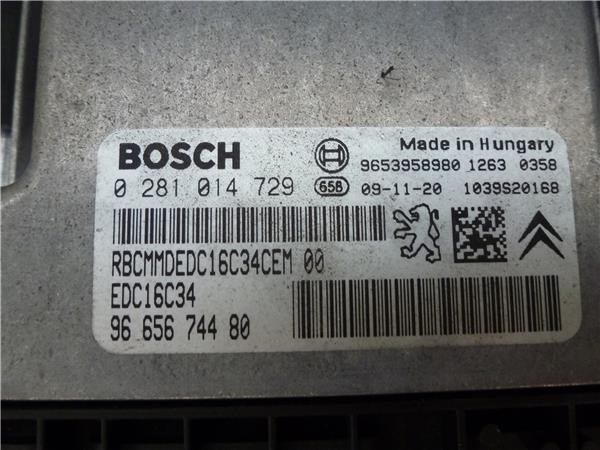 BOSCH
Made in Hungary
9653958980 1263 0358
0 281 014 729
658
09-11-20 1039S20168
RBCMMDEDC16C34CEM 00
EDC16C34
96 656 744 80